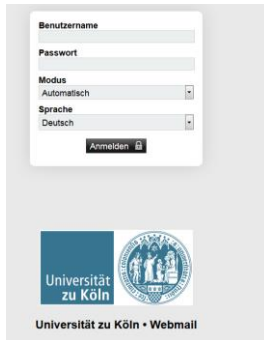 Benutzername
Passwort
Modus
Automatisch
Sprache
Deutsch
Anmelden
Universität
zu Köln
Universität zu Köln • Webmail